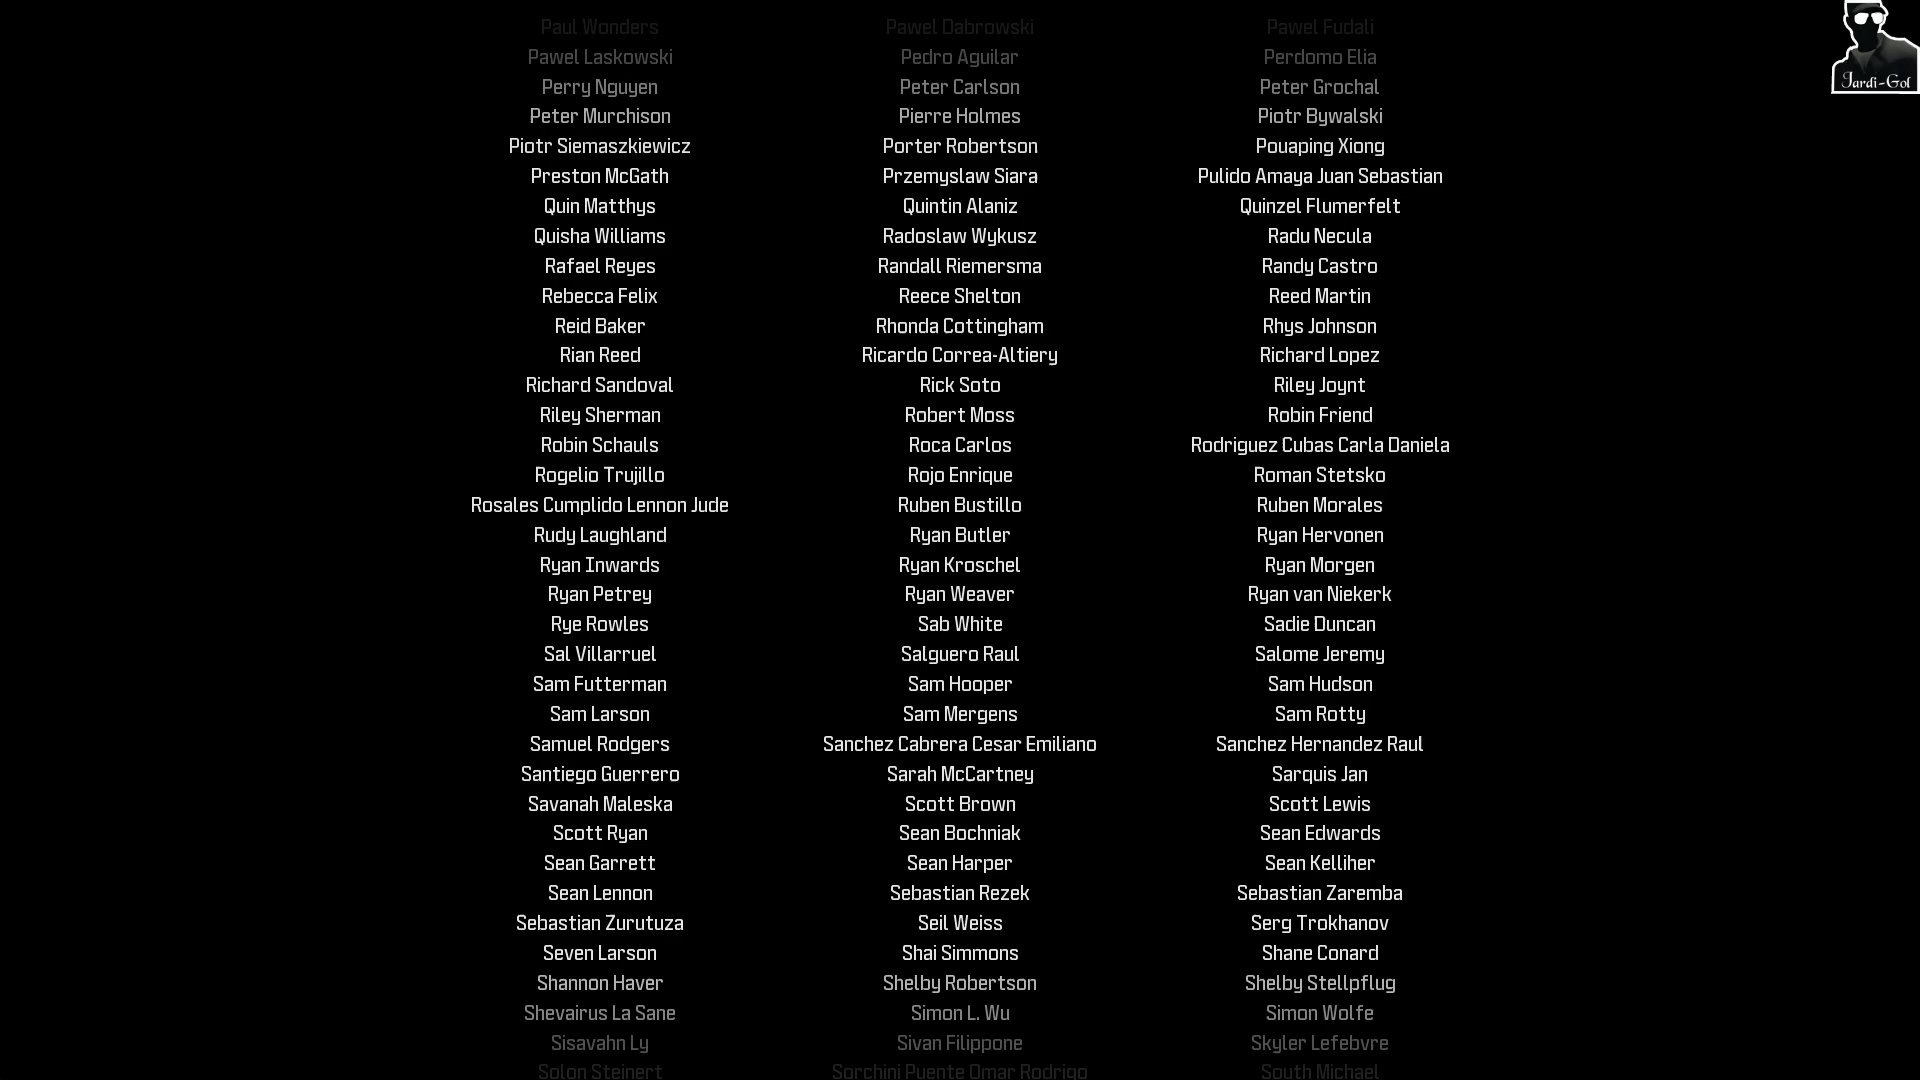 Paul Wonders Pawel Dabrowski Pawel Fudali
Pawel Laskowski Pedro Aguilar Perdomo Elia
Perry Nguyen Peter Carlson Peter Grochal
Peter Murchison Pierre Holmes Piotr Bywalski
Piotr Siemaszkiewicz Porter Robertson Pouaping Xiong
Preston McGath Przemyslaw Siara Pulido Amaya Juan Sebastian
Quin Matthys Quintin Alaniz Quinzel Flumerfelt
Quisha Williams Radoslaw Wykusz Radu Necula
Rafael Reyes Randall Riemersma Randy Castro
Rebecca Felix Reece Shelton Reed Martin
Reid Baker Rhonda Cottingham Rhys Johnson
Rian Reed Ricardo Correa-Altiery Richard Lopez
Richard Sandoval Rick Soto Riley Joynt
Riley Sherman Robert Moss Robin Friend
Robin Schauls Roca Carlos Rodriguez Cubas Carla Daniela
Rogelio Trujillo Rojo Enrique Roman Stetsko
Rosales Cumplido Lennon Jude Ruben Bustillo Ruben Morales
Rudy Laughland Ryan Butler Ryan Hervonen
Ryan Inwards Ryan Kroschel Ryan Morgen
Ryan Petrey Ryan Weaver Ryan van Niekerk
Rye Rowles Sab White Sadie Duncan
Sal Villarruel Salguero Raul Salome Jeremy
Sam Futterman Sam Hooper Sam Hudson
Sam Larson Sam Mergens Sam Rotty
Samuel Rodgers Sanchez Cabrera Cesar Emiliano Sanchez Hernandez Raul
Santiego Guerrero Sarah McCartney Sarquis Jan
Savanah Maleska Scott Brown Scott Lewis
Scott Ryan Sean Bochniak Sean Edwards
Sean Garrett Sean Harper Sean Kelliher
Sean Lennon Sebastian Rezek Sebastian Zaremba
Sebastian Zurutuza Seil Weiss Serg Trokhanov
Seven Larson Shai Simmons Shane Conard
Shannon Haver Shelby Robertson Shelby Stellpflug
Shevairus La Sane Simon L. Wu Simon Wolfe
Sisavahn Ly Sivan Filippone Skyler Lefebvre
Solon Steinert Sorchini Puente Omar Rodrigo South Michael
Jardi-Gol